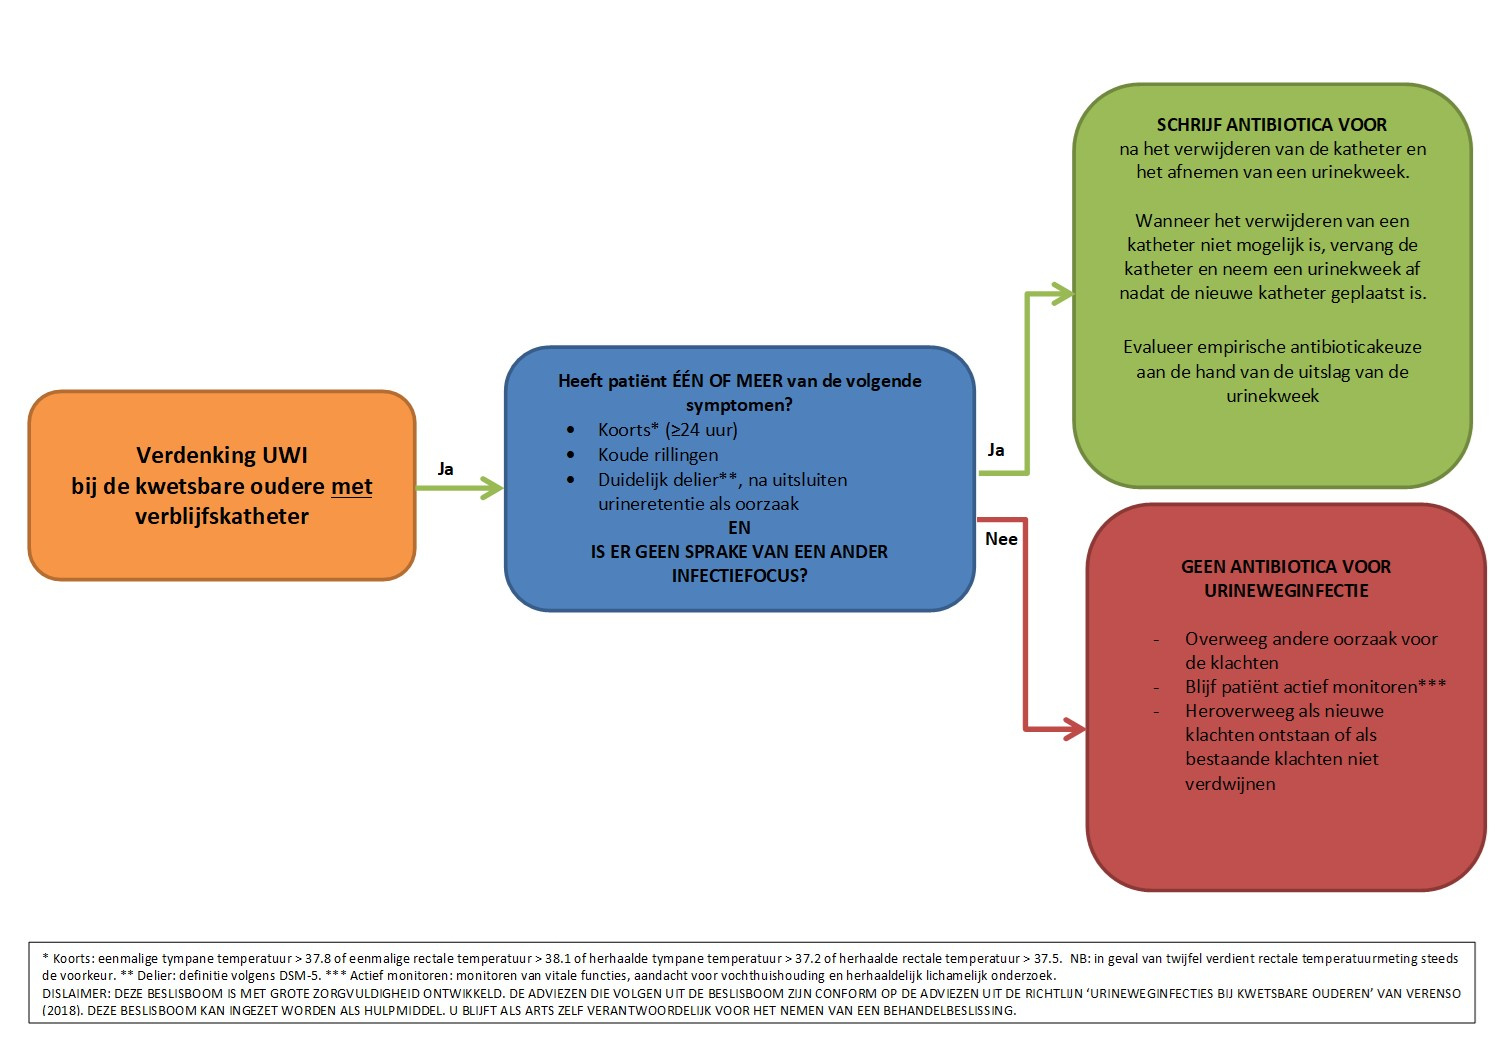 Verdenking UWI
bij de kwetsbare oudere met
verblijfskatheter
Ja
Heeft patiënt ÉÉN OF MEER van de volgende
symptomen?
• Koorts* (≥24 uur)
• Koude rillingen
• Duidelijk delier**, na uitsluiten
urineretentie als oorzaak
EN
IS ER GEEN SPRAKE VAN EEN ANDER
INFECTIEFOCUS?
Ja
Nee
SCHRIJF ANTIBIOTICA VOOR
na het verwijderen van de katheter en
het afnemen van een urinekweek.
Wanneer het verwijderen van een
katheter niet mogelijk is, vervang de
katheter en neem een urinekweek af
nadat de nieuwe katheter geplaatst is.
Evalueer empirische antibioticakeuze
aan de hand van de uitslag van de
urinekweek
GEEN ANTIBIOTICA VOOR
URINEWEGINFECTIE
- Overweeg andere oorzaak voor
de klachten
- Blijf patiënt actief monitoren***
- Heroverweeg als nieuwe
klachten ontstaan of als
bestaande klachten niet
verdwijnen
* Koorts: eenmalige tympane temperatuur > 37.8 of eenmalige rectale temperatuur > 38.1 of herhaalde tympane temperatuur > 37.2 of herhaalde rectale temperatuur > 37.5. NB: in geval van twijfel verdient rectale temperatuurmeting steeds
de voorkeur. ** Delier: definitie volgens DSM-5. *** Actief monitoren: monitoren van vitale functies, aandacht voor vochthuishouding en herhaaldelijk lichamelijk onderzoek.
DISLAIMER: DEZE BESLISBOOM IS MET GROTE ZORGVULDIGHEID ONTWIKKELD. DE ADVIEZEN DIE VOLGEN UIT DE BESLISBOOM ZIJN CONFORM OP DE ADVIEZEN UIT DE RICHTLIJN ‘URINEWEGINFECTIES BIJ KWETSBARE OUDEREN’ VAN VERENSO
(2018). DEZE BESLISBOOM KAN INGEZET WORDEN ALS HULPMIDDEL. U BLIJFT ALS ARTS ZELF VERANTWOORDELIJK VOOR HET NEMEN VAN EEN BEHANDELBESLISSING.